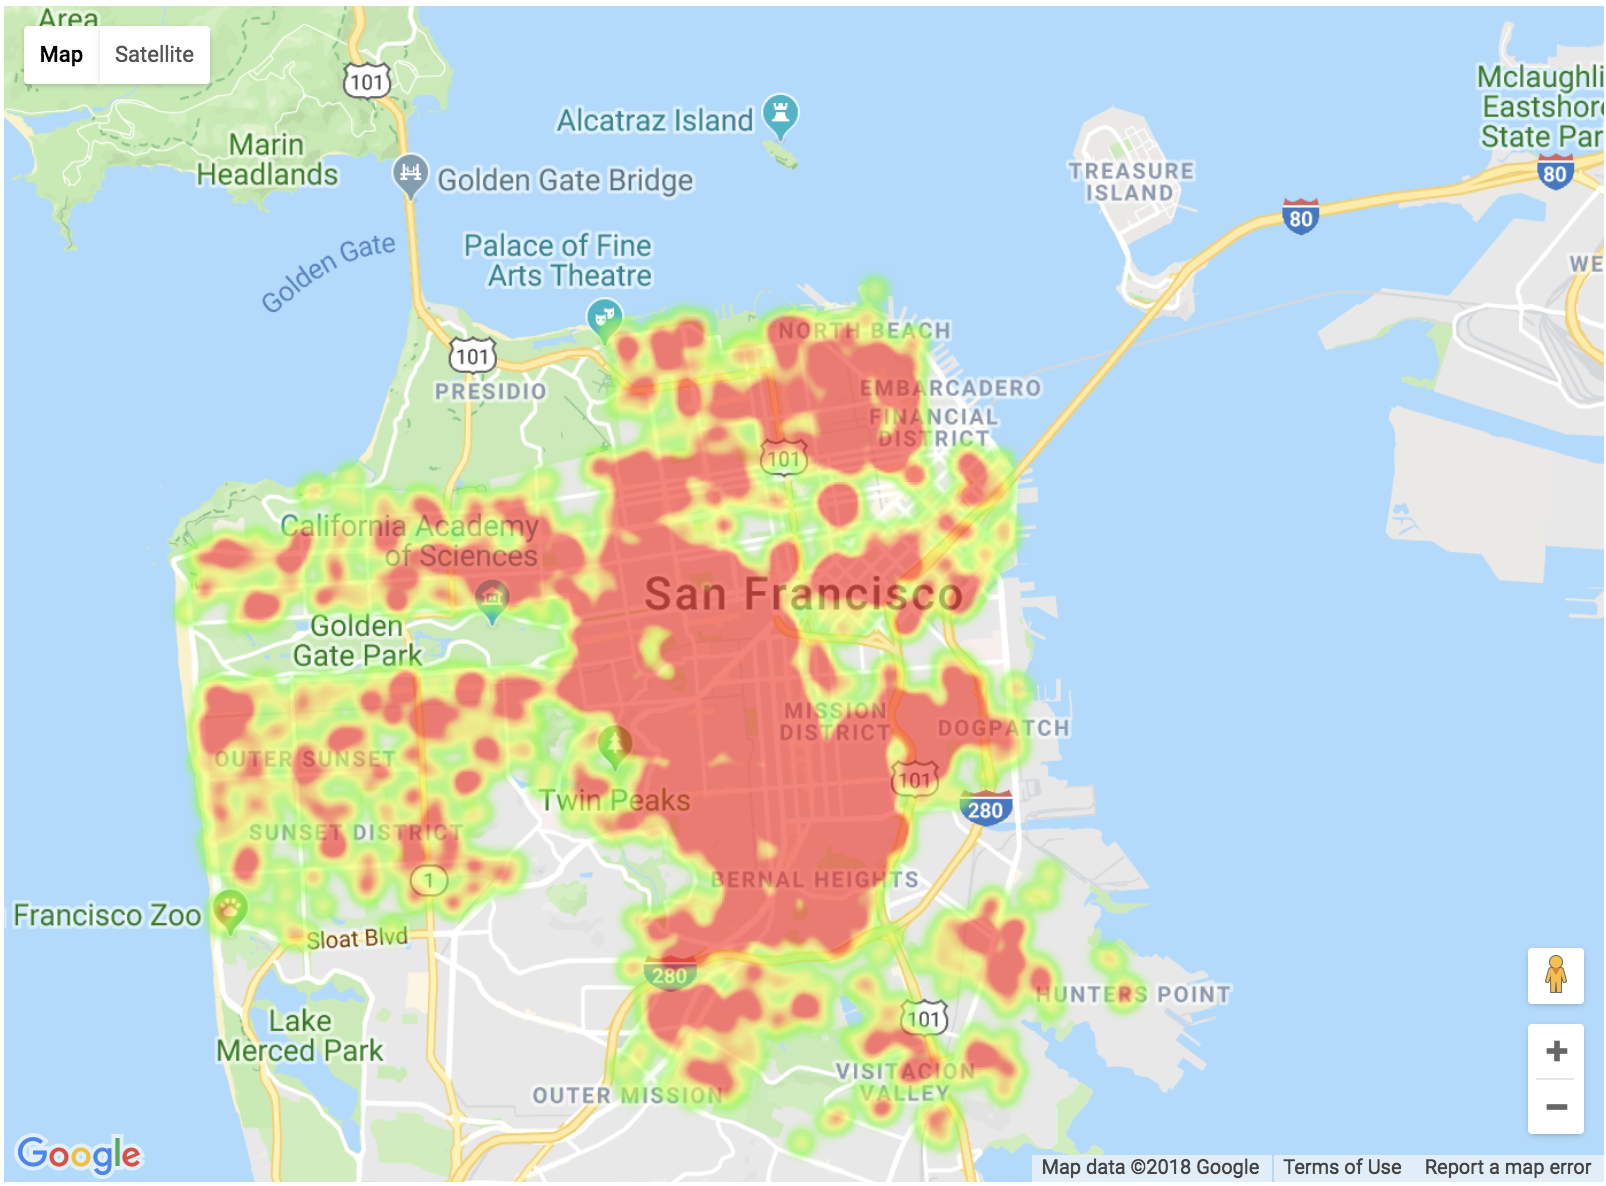 Area
Map
Satellite
101
Marin
Headlands
Golden Gate Bridge
Alcatraz Island
TREASURE
ISLAND
Mclaughli
Eastshore
State Par
80
80
WE
Golden Gate
Palace of Fine
Arts Theatre
101
PRESIDIO
NORTH BEACH
EMBARCADERO
FINANCIAL
DISTRICT
101
California Academy
of Sciences
San Francisco
Golden
Gate Park
MISSION
DISTRICT
DOGPATCH
OUTER SUNSET
101
Twin Peaks
280
SUNSET DISTRICT
1
BERNAL HEIGHTS
Francisco Zoo
Sloat Blvd
280
HUNTERS POINT
101
Lake
Merced Park
VISITACION
VALLEY
OUTER MISSION
Google
Map data ©2018 Google
Terms of Use
Report a map error